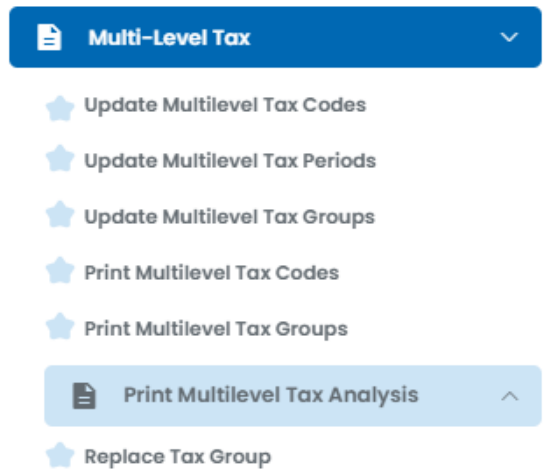 Multi-Level Tax
Update Multilevel Tax Codes
Update Multilevel Tax Periods
Update Multilevel Tax Groups
Print Multilevel Tax Codes
Print Multilevel Tax Groups
Print Multilevel Tax Analysis
Replace Tax Group